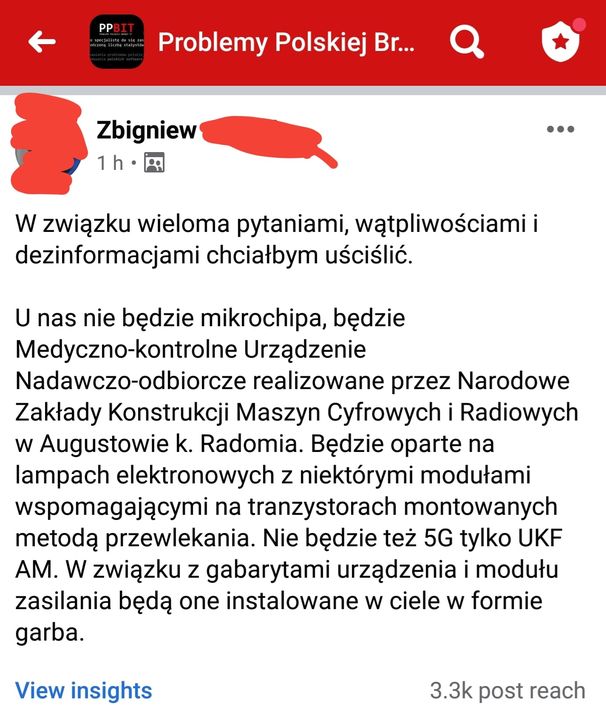 PPBIT
Problemy Polskiej Br...
Zbigniew
1 h
W związku wieloma pytaniami, wątpliwościami i
dezinformacjami chciałbym uściślić.
U nas nie będzie mikrochipa, będzie
Medyczno-kontrolne Urządzenie
Nadawczo-odbiorcze realizowane przez Narodowe
Zakłady Konstrukcji Maszyn Cyfrowych i Radiowych
w Augustowie k. Radomia. Będzie oparte na
lampach elektronowych z niektórymi modułami
wspomagającymi na tranzystorach montowanych
metodą przewlekania. Nie będzie też 5G tylko UKF
AM. W związku z gabarytami urządzenia i modułu
zasilania będą one instalowane w ciele w formie
garba.
View insights
3.3k post reach